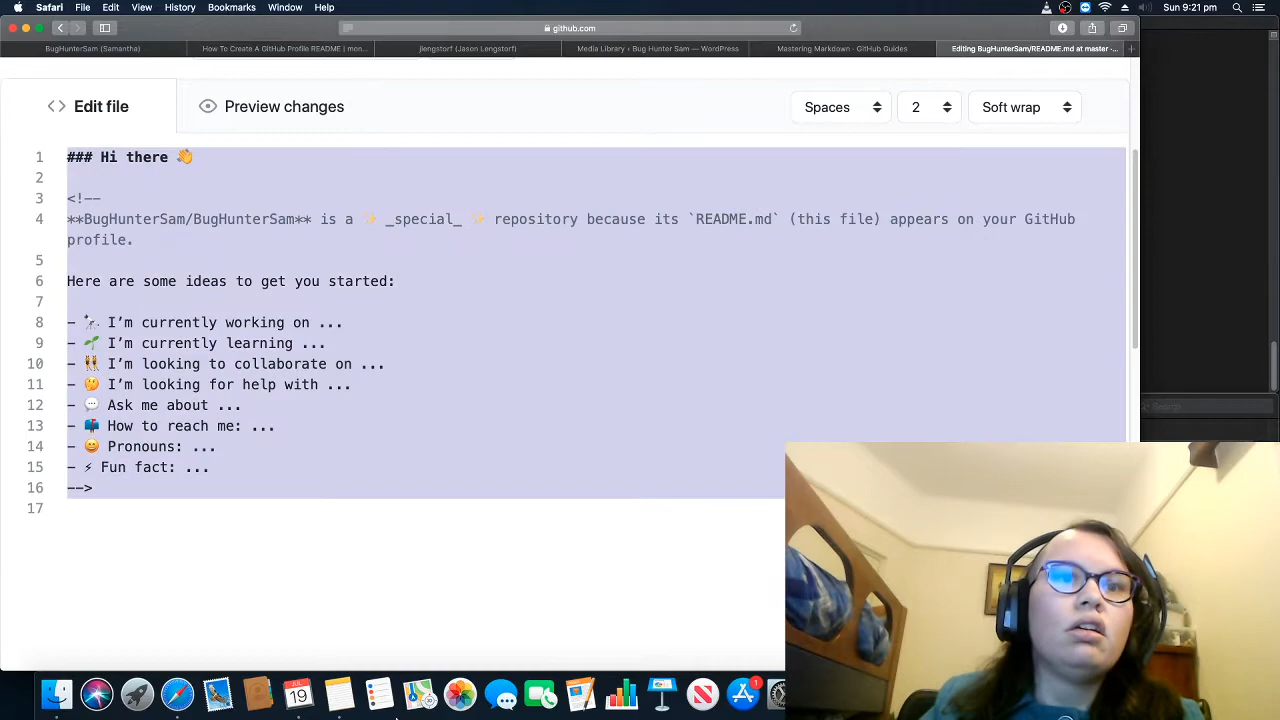 Safari File Edit View History Bookmarks Window Help Sun 9:21 pm
github.com
BugHunterSam (Samantha) How To Create A GitHub Profile README | mon... jlengstorf (Jason Lengstorf) Media Library ‹ Bug Hunter Sam — WordPress Mastering Markdown · GitHub Guides Editing BugHunterSam/README.md at master ·...
<> Edit file Preview changes Spaces 2 Soft wrap
1 ### Hi there 👋
2
3 <!--
4 **BugHunterSam/BugHunterSam** is a ✨ _special_ ✨ repository because its `README.md` (this file) appears on your GitHub
profile.
5
6 Here are some ideas to get you started:
7
8 - 🔭 I’m currently working on ...
9 - 🌱 I’m currently learning ...
10 - 👯 I’m looking to collaborate on ...
11 - 🤔 I’m looking for help with ...
12 - 💬 Ask me about ...
13 - 📫 How to reach me: ...
14 - 😄 Pronouns: ...
15 - ⚡ Fun fact: ...
16 -->
17
JUL
19
1